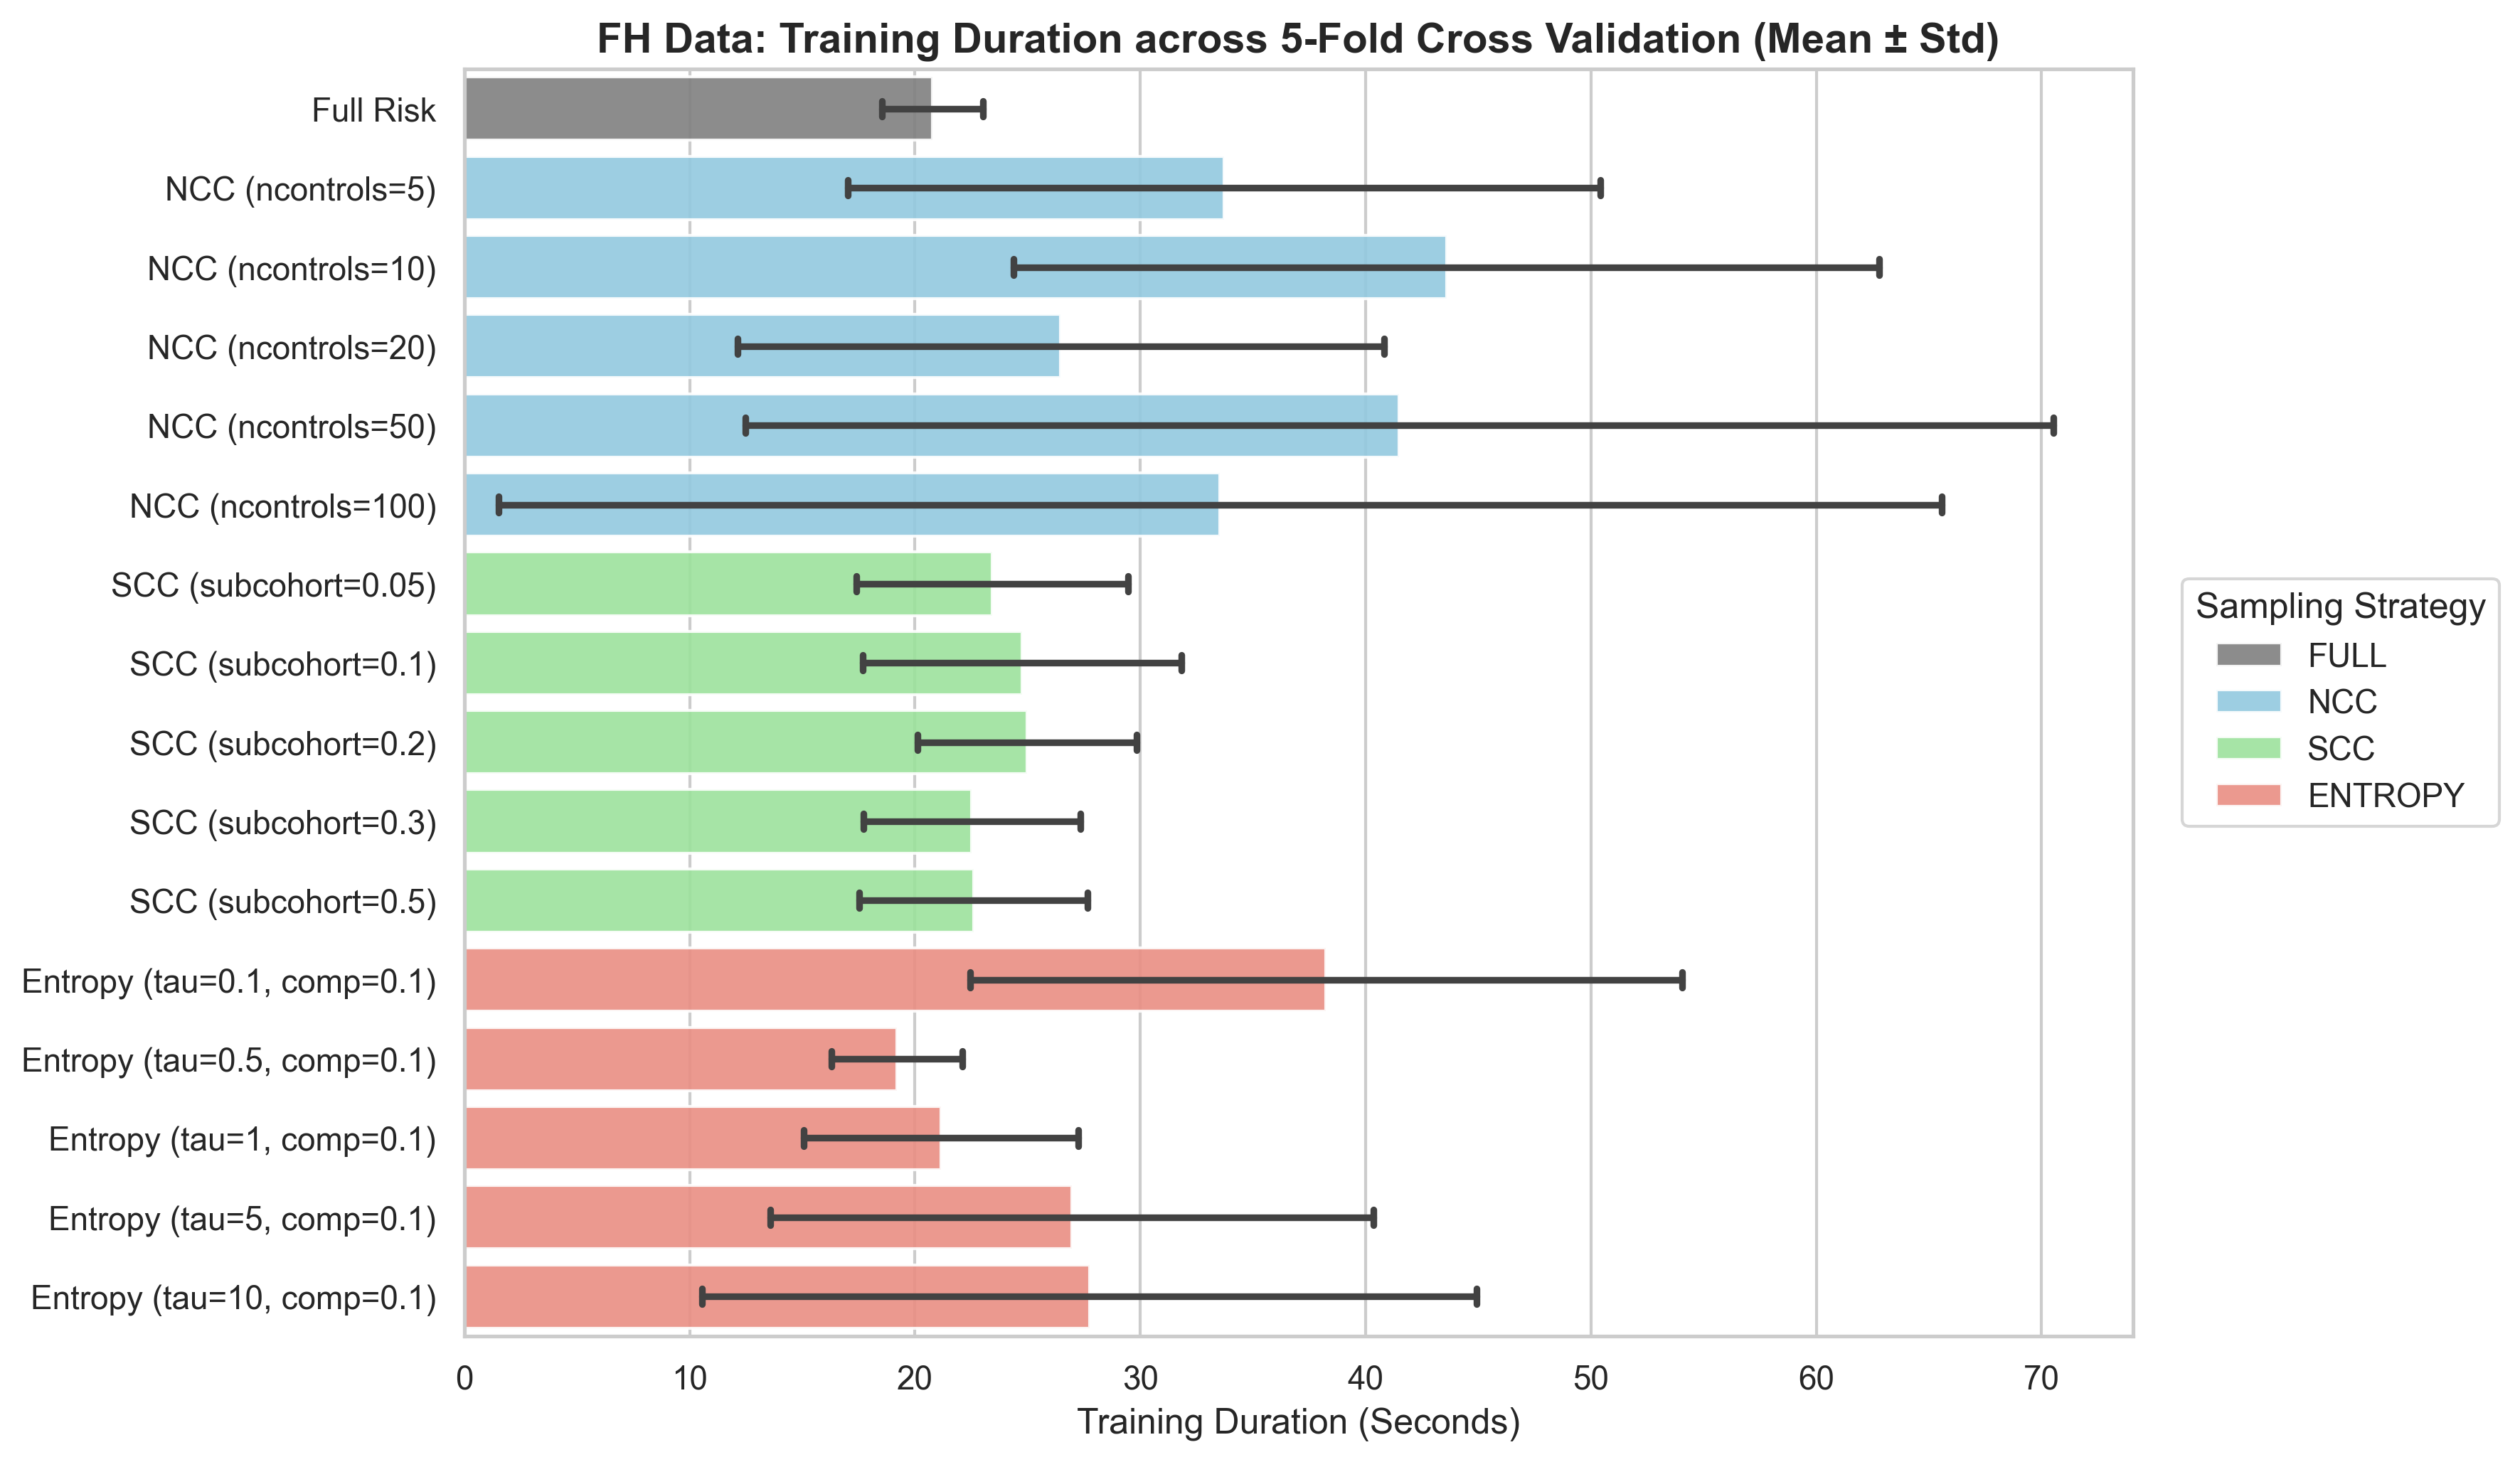 FH Data: Training Duration across 5-Fold Cross Validation (Mean ± Std)
Full Risk
NCC (ncontrols=5)
NCC (ncontrols=10)
NCC (ncontrols=20)
NCC (ncontrols=50)
NCC (ncontrols=100)
SCC (subcohort=0.05)
SCC (subcohort=0.1)
SCC (subcohort=0.2)
SCC (subcohort=0.3)
SCC (subcohort=0.5)
Entropy (tau=0.1, comp=0.1)
Entropy (tau=0.5, comp=0.1)
Entropy (tau=1, comp=0.1)
Entropy (tau=5, comp=0.1)
Entropy (tau=10, comp=0.1)
0 10 20 30 40 50 60 70
Training Duration (Seconds)
Sampling Strategy
FULL
NCC
SCC
ENTROPY